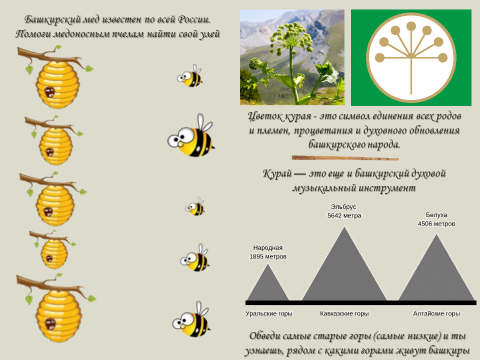 Башкирский мед известен по всей России.
Помоги медоносным пчелам найти свой улей
Цветок курая - это символ единения всех родов
и племен, процветания и духовного обновления
башкирского народа.
Курай — это еще и башкирский духовой
музыкальный инструмент
Эльбрус
5642 метра
Белуха
4506 метров
Народная
1895 метров
Уральские горы
Кавказские горы
Алтайские горы
Обведи самые старые горы (самые низкие) и ты
узнаешь, рядом с какими горами живут башкиры